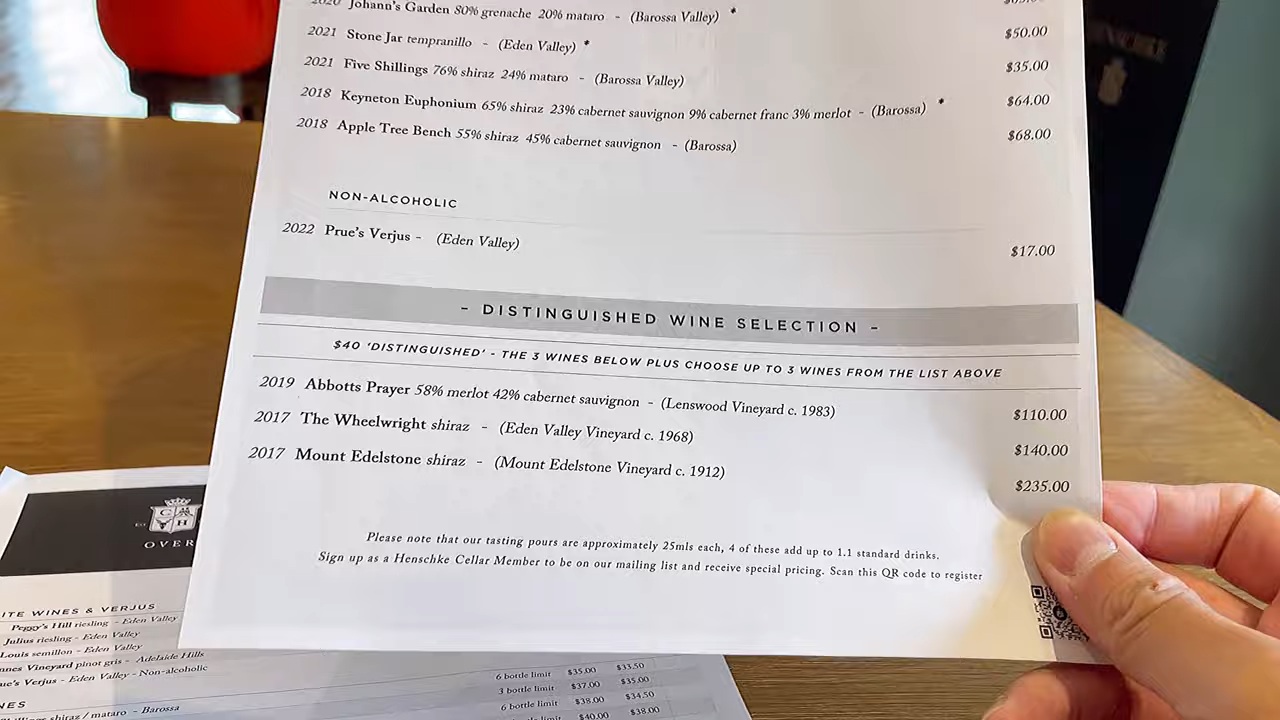 2020 Johann's Garden 80% grenache 20% mataro - (Barossa Valley) *
2021 Stone Jar tempranillo - (Eden Valley) * $50.00
2021 Five Shillings 76% shiraz 24% mataro - (Barossa Valley) $35.00
2018 Keyneton Euphonium 65% shiraz 23% cabernet sauvignon 9% cabernet franc 3% merlot - (Barossa) * $64.00
2018 Apple Tree Bench 55% shiraz 45% cabernet sauvignon - (Barossa) $68.00
NON-ALCOHOLIC
2022 Prue's Verjus - (Eden Valley) $17.00
- DISTINGUISHED WINE SELECTION -
$40 'DISTINGUISHED' - THE 3 WINES BELOW PLUS CHOOSE UP TO 3 WINES FROM THE LIST ABOVE
2019 Abbotts Prayer 58% merlot 42% cabernet sauvignon - (Lenswood Vineyard c. 1983) $110.00
2017 The Wheelwright shiraz - (Eden Valley Vineyard c. 1968) $140.00
2017 Mount Edelstone shiraz - (Mount Edelstone Vineyard c. 1912) $235.00
Please note that our tasting pours are approximately 25mls each, 4 of these add up to 1.1 standard drinks.
Sign up as a Henschke Cellar Member to be on our mailing list and receive special pricing. Scan this QR code to register
C H
WINES & VERJUS
Peggy's Hill riesling - Eden Valley
Julius riesling - Eden Valley
Louis semillon - Eden Valley
Vineyard pinot gris - Adelaide Hills
Verjus - Eden Valley - Non-alcoholic
6 bottle limit $35.00 $33.50
3 bottle limit $37.00 $35.00
6 bottle limit $38.00 $34.50
limit $40.00 $38.00
shiraz / mataro - Barossa